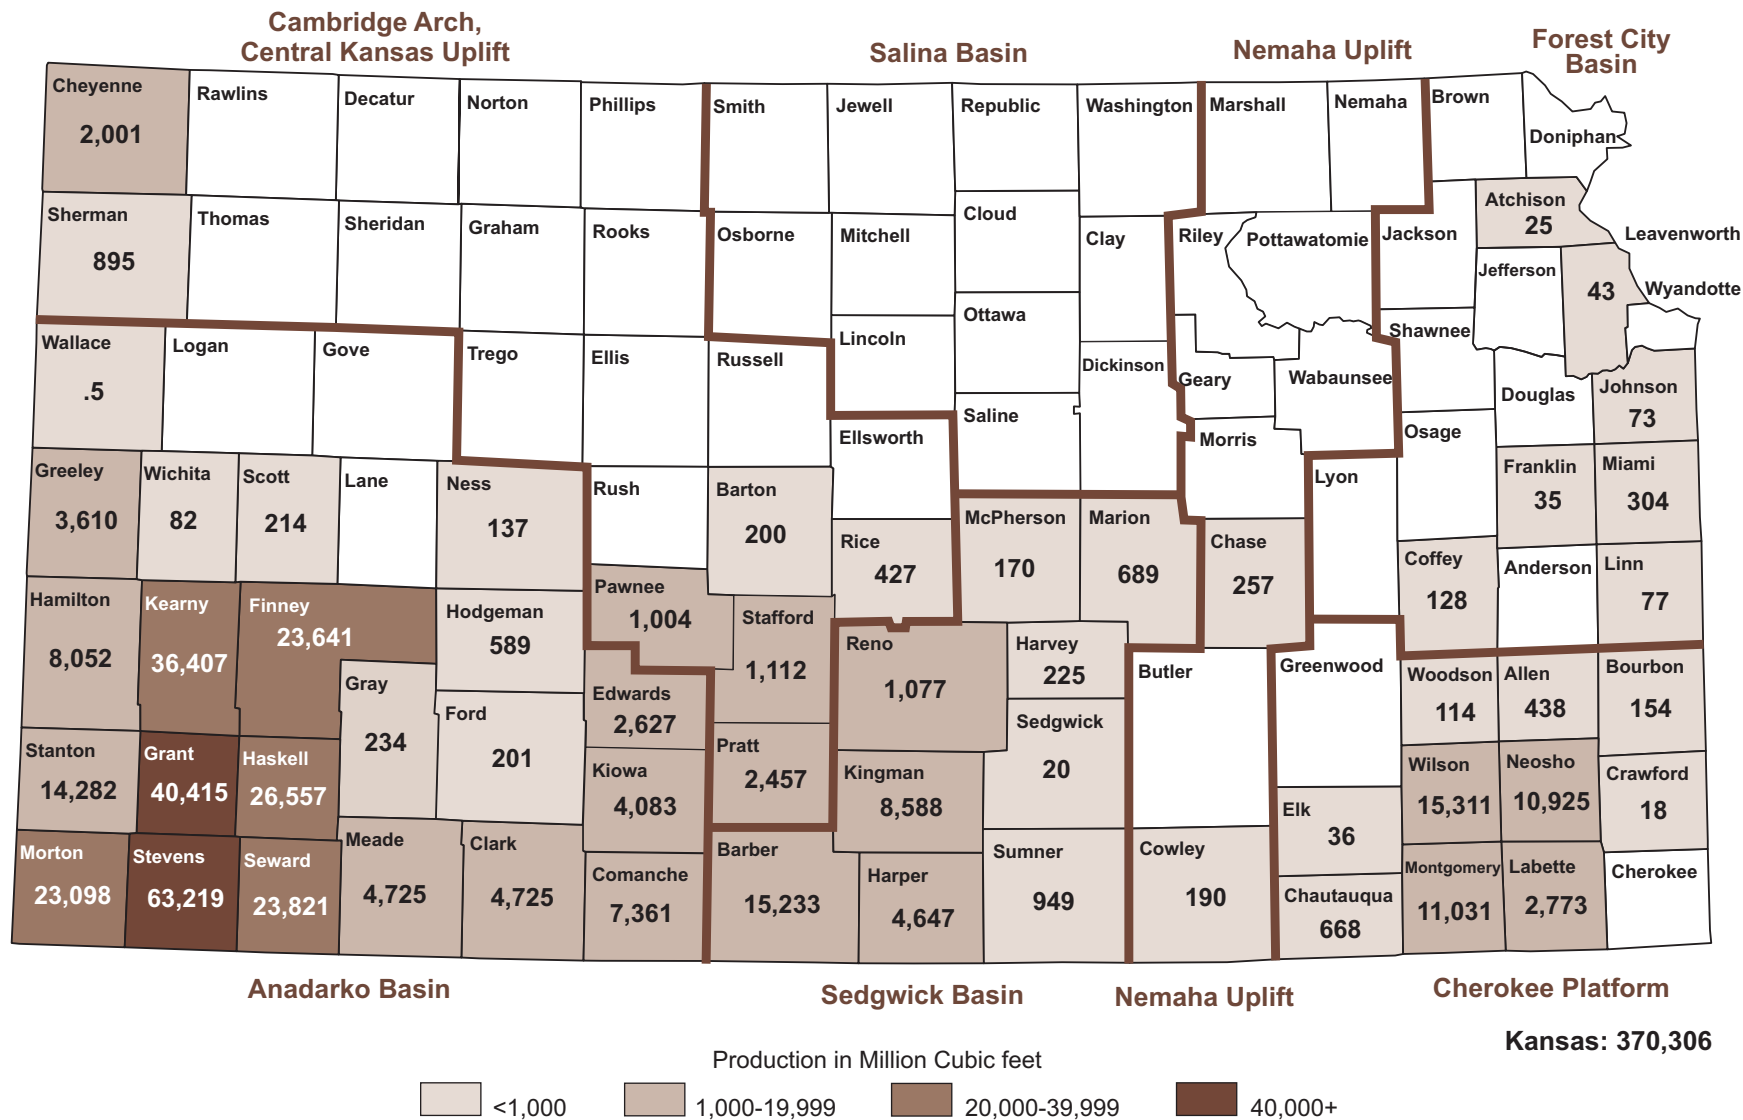 Cambridge Arch,
Central Kansas Uplift
Salina Basin
Nemaha Uplift
Forest City
Basin
Cheyenne
2,001
Rawlins
Decatur
Norton
Phillips
Smith
Jewell
Republic
Washington
Marshall
Nemaha
Brown
Doniphan
Sherman
895
Thomas
Sheridan
Graham
Rooks
Osborne
Mitchell
Cloud
Clay
Riley
Pottawatomie
Jackson
Atchison
25
Jefferson
Leavenworth
43
Wyandotte
Wallace
.5
Logan
Gove
Trego
Ellis
Russell
Lincoln
Ottawa
Dickinson
Geary
Wabaunsee
Shawnee
Douglas
Johnson
73
Saline
Ellsworth
Morris
Osage
Lyon
Franklin
35
Miami
304
Greeley
3,610
Wichita
82
Scott
214
Lane
Ness
137
Rush
Barton
200
Rice
427
McPherson
170
Marion
689
Chase
257
Coffey
128
Anderson
Linn
77
Hamilton
8,052
Kearny
36,407
Finney
23,641
Hodgeman
589
Pawnee
1,004
Stafford
1,112
Reno
1,077
Harvey
225
Butler
Greenwood
Woodson
114
Allen
438
Bourbon
154
Gray
234
Ford
201
Edwards
2,627
Pratt
2,457
Sedgwick
20
Stanton
14,282
Grant
40,415
Haskell
26,557
Kiowa
4,083
Kingman
8,588
Elk
36
Wilson
15,311
Neosho
10,925
Crawford
18
Morton
23,098
Stevens
63,219
Seward
23,821
Meade
4,725
Clark
4,725
Comanche
7,361
Barber
15,233
Harper
4,647
Sumner
949
Cowley
190
Chautauqua
668
Montgomery
11,031
Labette
2,773
Cherokee
Anadarko Basin
Sedgwick Basin
Nemaha Uplift
Cherokee Platform
Kansas: 370,306
Production in Million Cubic feet
<1,000
1,000-19,999
20,000-39,999
40,000+